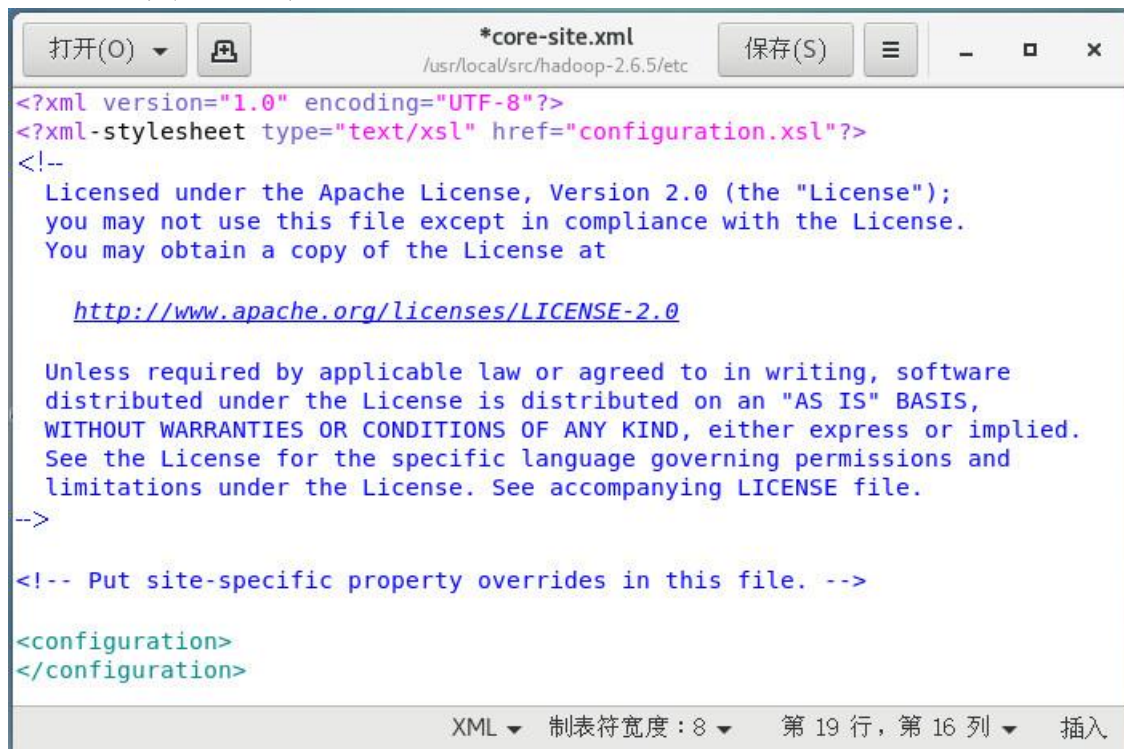 打开(O)
*core-site.xml
/usr/local/src/hadoop-2.6.5/etc
保存(S)
<?xml version="1.0" encoding="UTF-8"?>
<?xml-stylesheet type="text/xsl" href="configuration.xsl"?>
<!--
  Licensed under the Apache License, Version 2.0 (the "License");
  you may not use this file except in compliance with the License.
  You may obtain a copy of the License at

    http://www.apache.org/licenses/LICENSE-2.0

  Unless required by applicable law or agreed to in writing, software
  distributed under the License is distributed on an "AS IS" BASIS,
  WITHOUT WARRANTIES OR CONDITIONS OF ANY KIND, either express or implied.
  See the License for the specific language governing permissions and
  limitations under the License. See accompanying LICENSE file.
-->

<!-- Put site-specific property overrides in this file. -->

<configuration>
</configuration>
XML 制表符宽度：8 第 19 行，第 16 列 插入